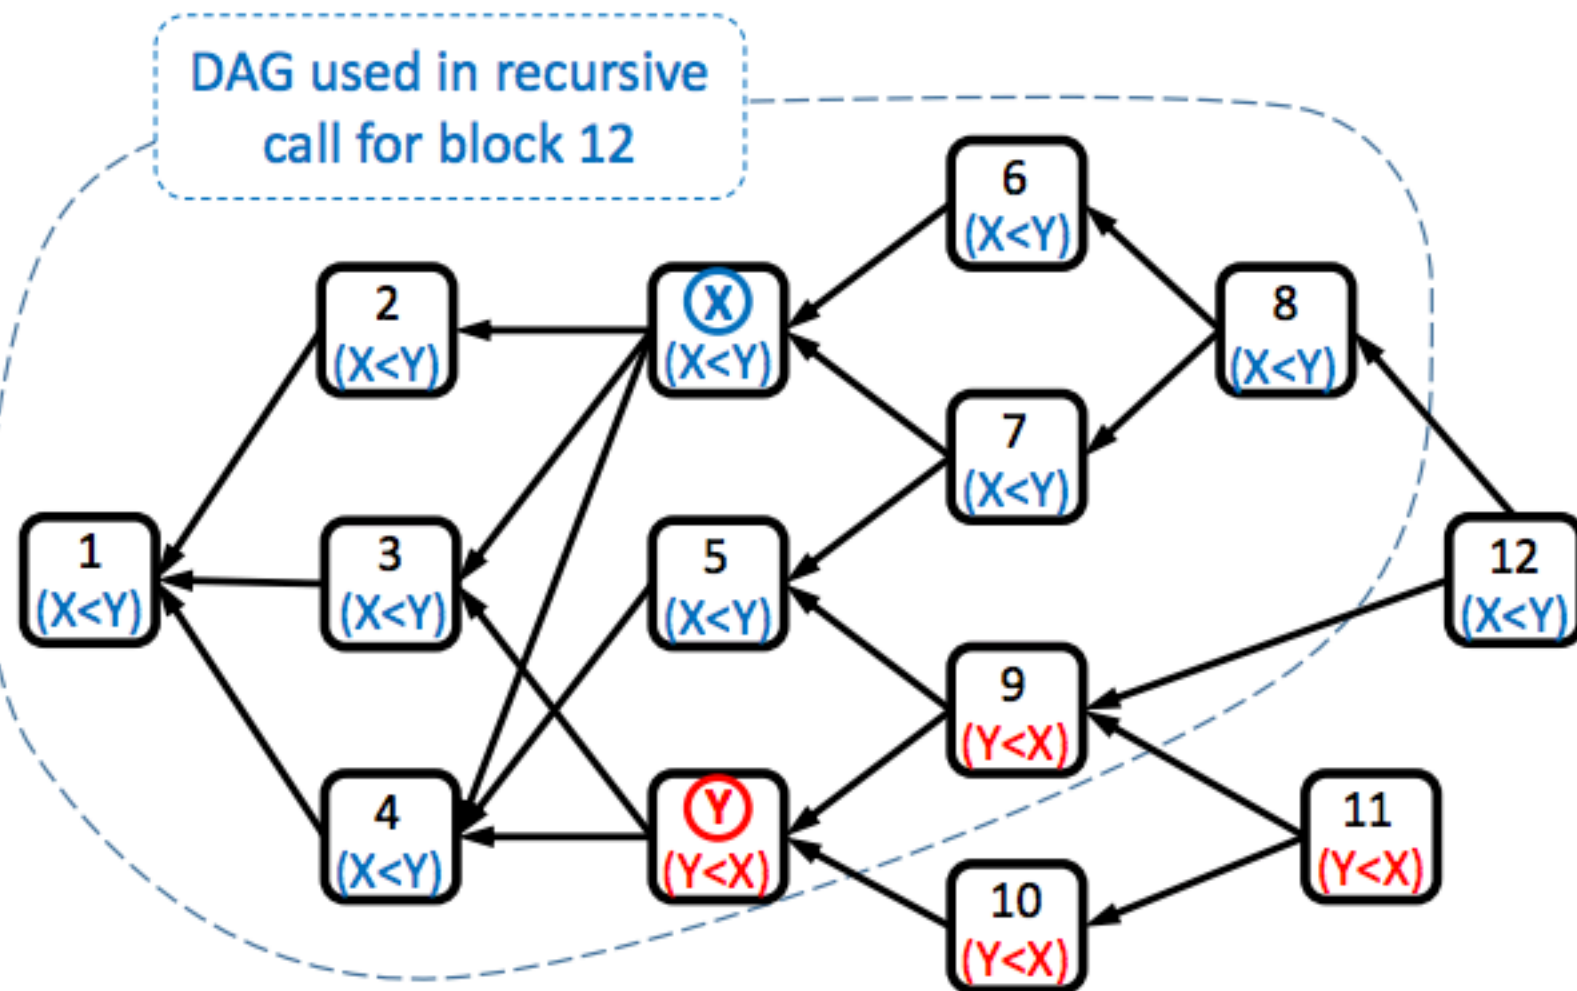 DAG used in recursive
call for block 12
6
(X<Y)
2
(X<Y)
X
(X<Y)
8
(X<Y)
7
(X<Y)
1
(X<Y)
3
(X<Y)
5
(X<Y)
12
(X<Y)
9
(Y<X)
4
(X<Y)
Y
(Y<X)
11
(Y<X)
10
(Y<X)